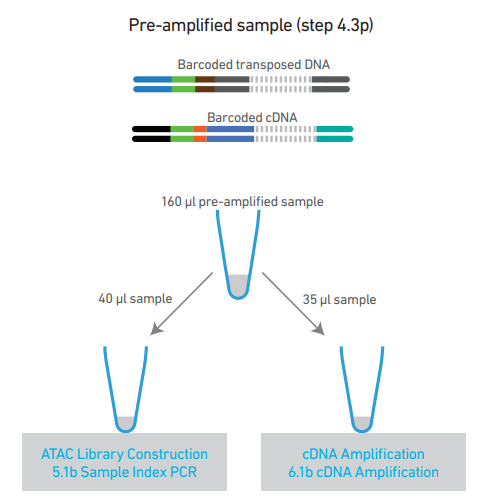 Pre-amplified sample (step 4.3p)
Barcoded transposed DNA
Barcoded cDNA
160 µl pre-amplified sample
40 µl sample
35 µl sample
ATAC Library Construction
5.1b Sample Index PCR
cDNA Amplification
6.1b cDNA Amplification